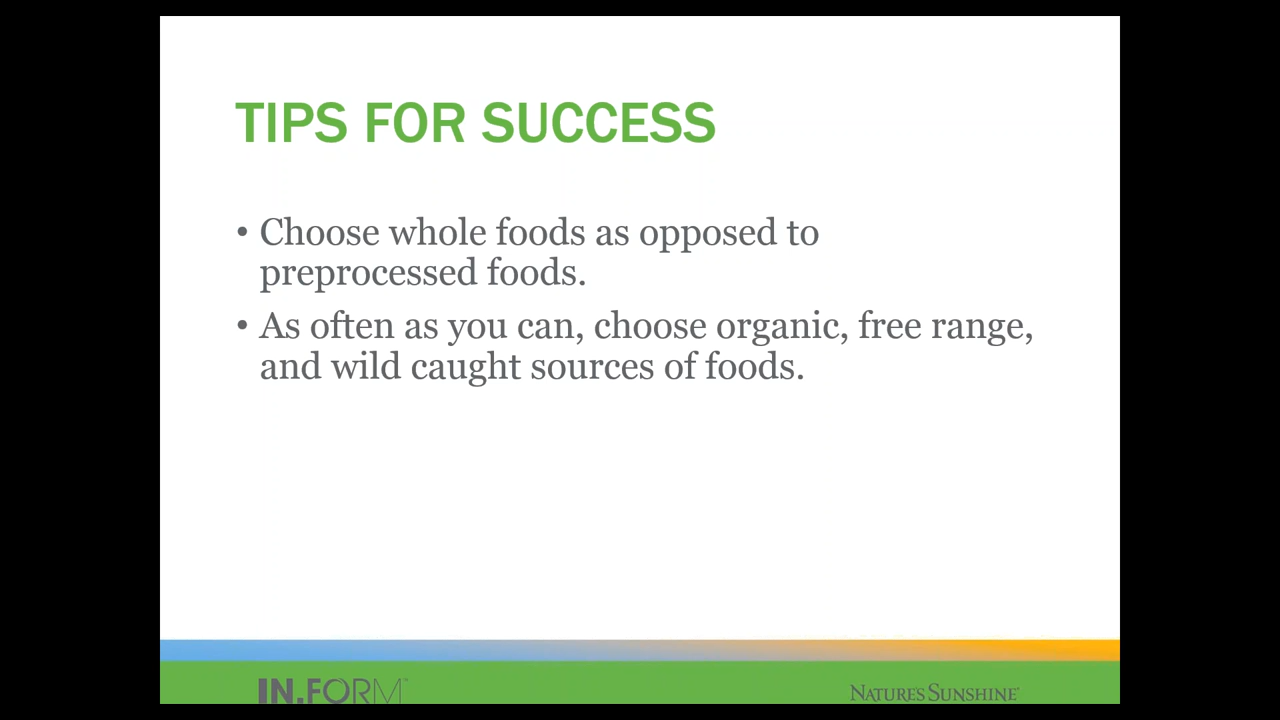 TIPS FOR SUCCESS
• Choose whole foods as opposed to
preprocessed foods.
• As often as you can, choose organic, free range,
and wild caught sources of foods.
IN.FORM
NATURE'S SUNSHINE